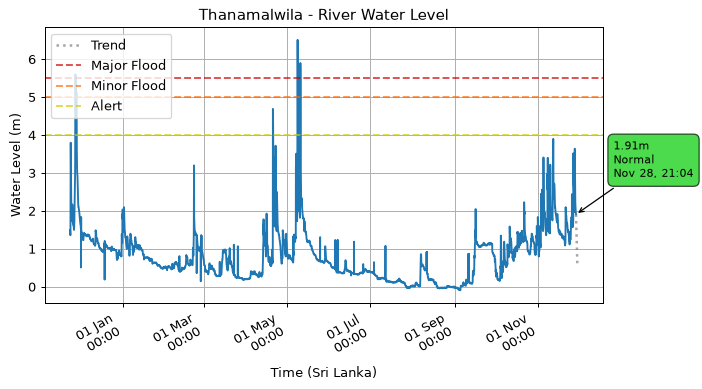 Thanamalwila - River Water Level
Trend
Major Flood
Minor Flood
Alert
Water Level (m)
6
5
4
3
2
1
0
1.91m
Normal
Nov 28, 21:04
01 Jan
00:00
01 Mar
00:00
01 May
00:00
01 Jul
00:00
01 Sep
00:00
01 Nov
00:00
Time (Sri Lanka)